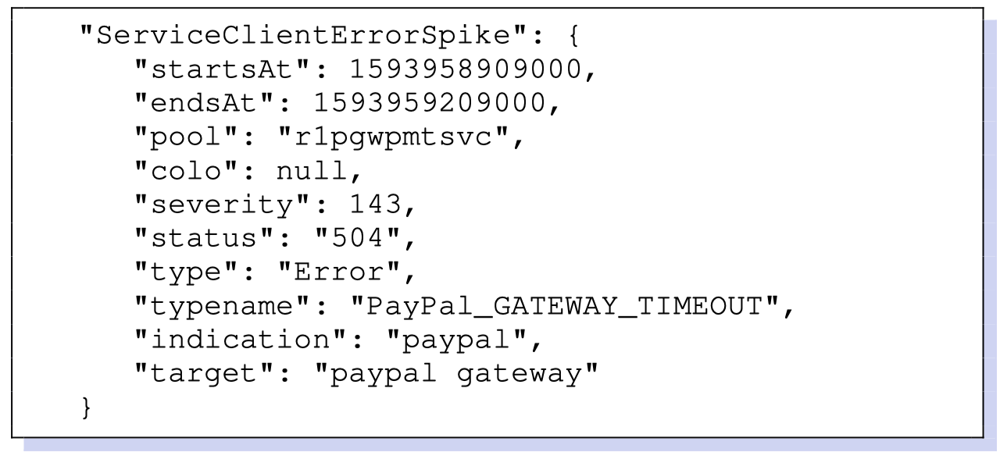 "ServiceClientErrorSpike": {
"startsAt": 1593958909000,
"endsAt": 1593959209000,
"pool": "r1pgwpmtsvc",
"colo": null,
"severity": 143,
"status": "504",
"type": "Error",
"typename": "PayPal_GATEWAY_TIMEOUT",
"indication": "paypal",
"target": "paypal gateway"
}